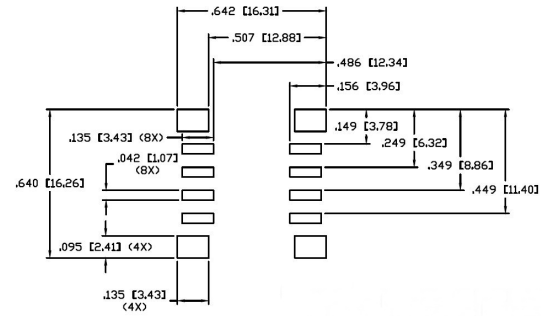 .642 [16.31]
.507 [12.88]
.486 [12.34]
.156 [3.96]
.135 [3.43] (8X)
.149 [3.78]
.042 [1.07]
(8X)
.249 [6.32]
.349 [8.86]
.640 [16.26]
.449 [11.40]
.095 [2.41] (4X)
.135 [3.43]
(4X)